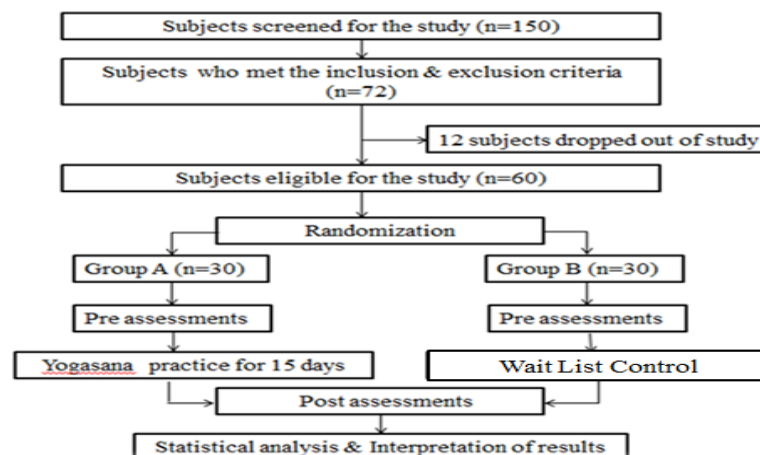 Subjects screened for the study (n=150)
Subjects who met the inclusion & exclusion criteria
(n=72)
12 subjects dropped out of study
Subjects eligible for the study (n=60)
Randomization
Group A (n=30)
Group B (n=30)
Pre assessments
Pre assessments
Yogasana practice for 15 days
Wait List Control
Post assessments
Statistical analysis & Interpretation of results